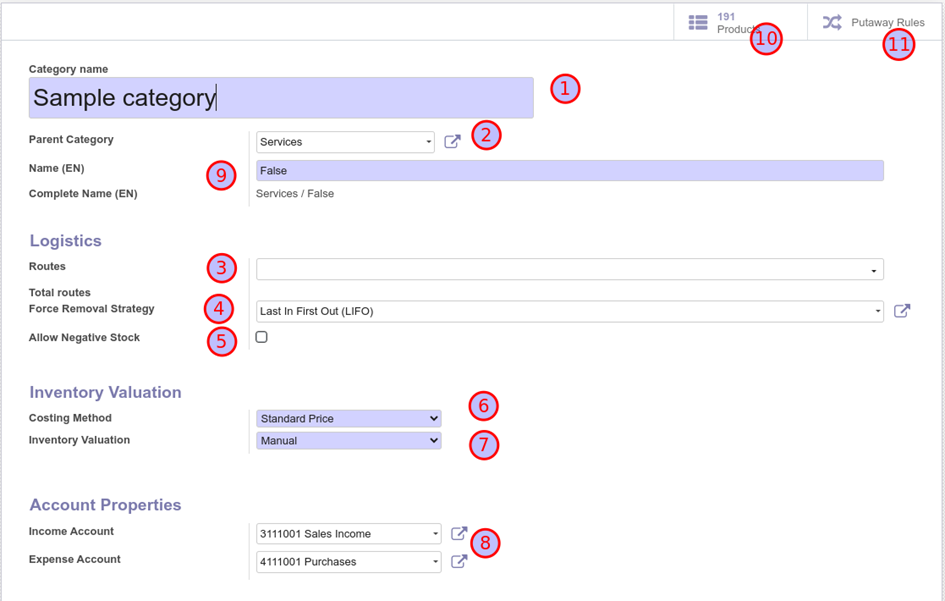 191
Products
10
Putaway Rules
11
Category name
Sample category
1
Parent Category
Services
2
Name (EN)
9
False
Complete Name (EN)
Services / False
Logistics
Routes
3
Total routes
Force Removal Strategy
4
Last In First Out (LIFO)
Allow Negative Stock
5
Inventory Valuation
Costing Method
Standard Price
6
Inventory Valuation
Manual
7
Account Properties
Income Account
3111001 Sales Income
8
Expense Account
4111001 Purchases